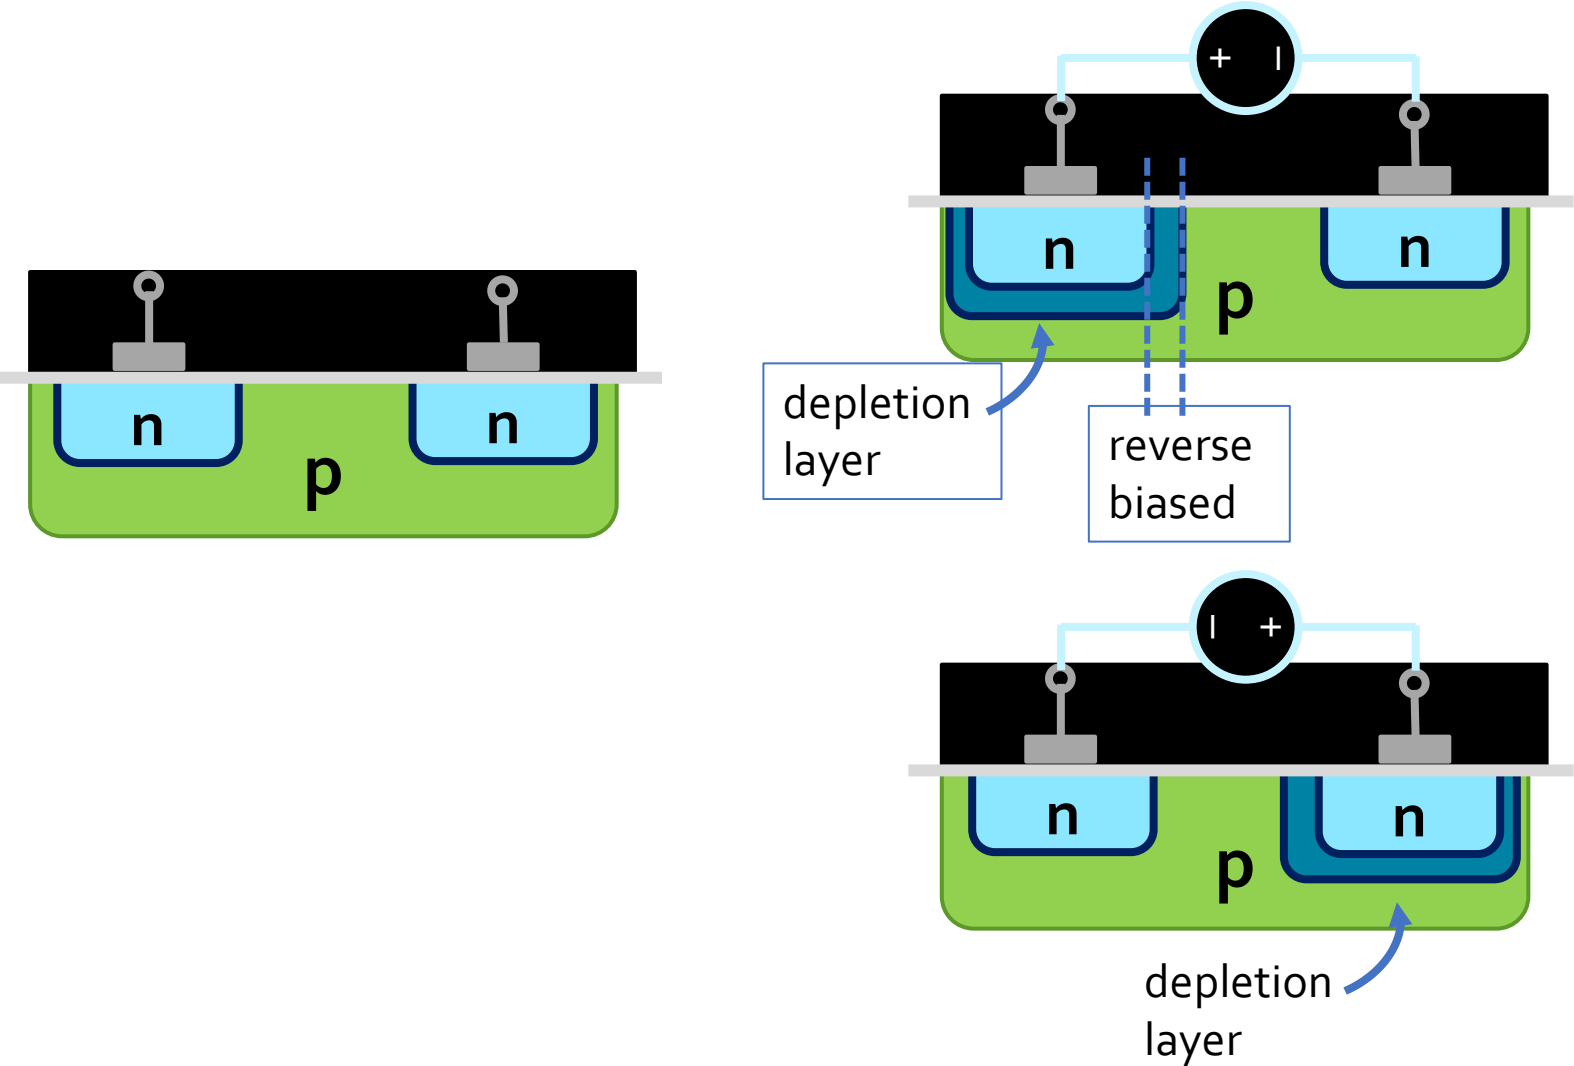 n
n
p
+ –
n
n
p
depletion
layer
reverse
biased
– +
n
n
p
depletion
layer